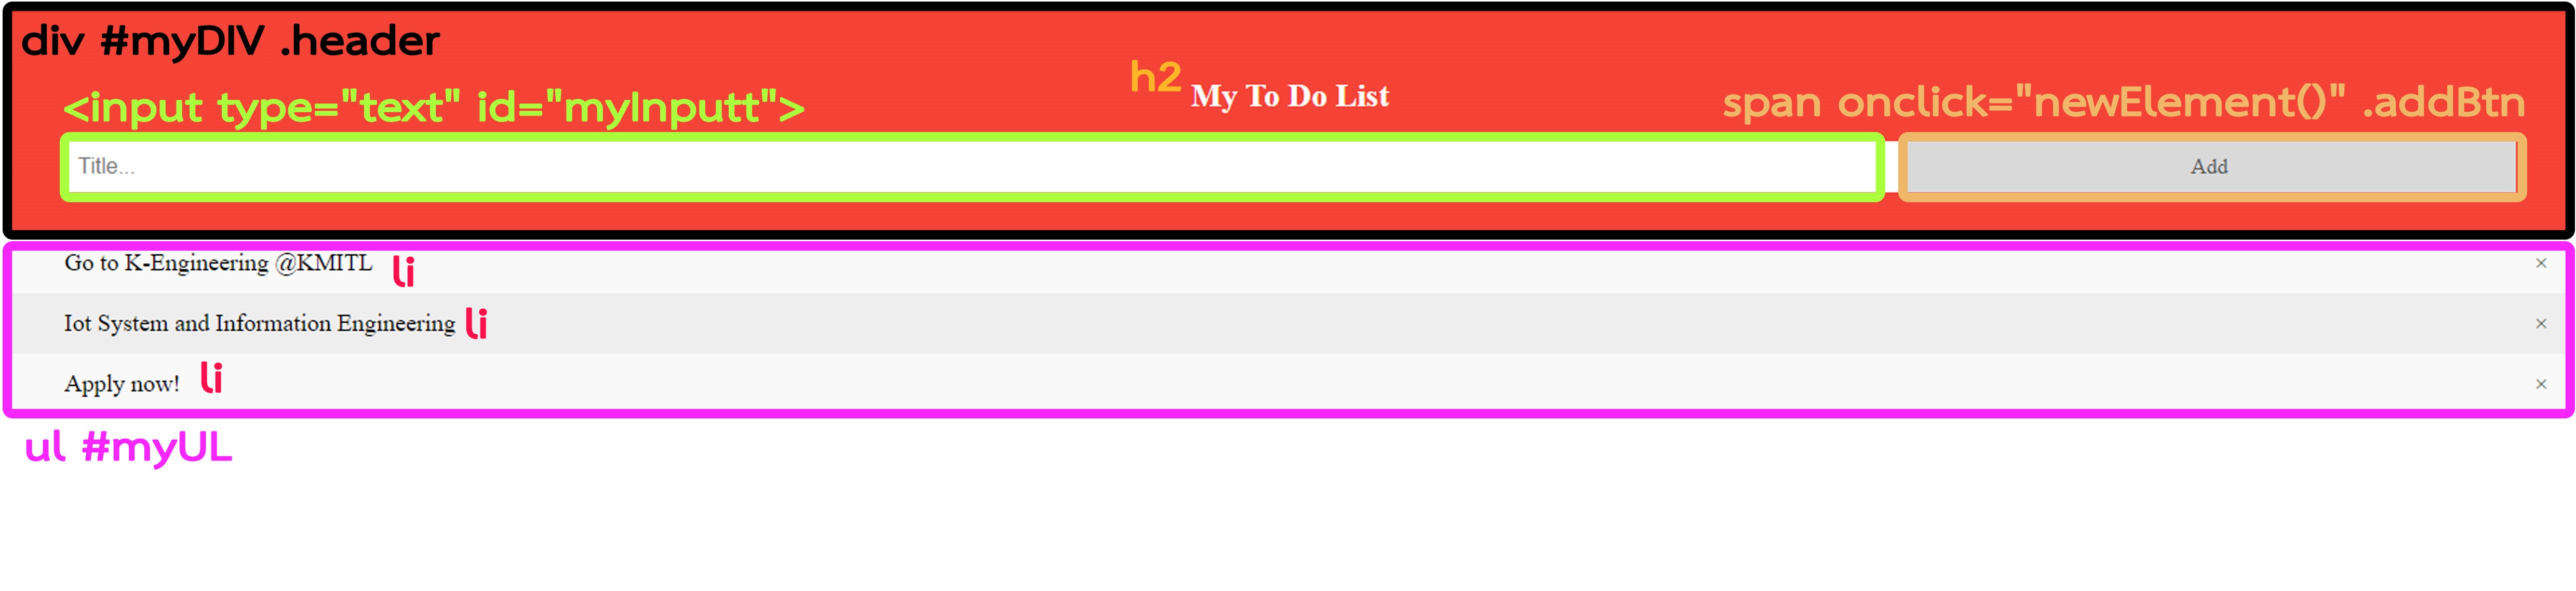 div #myDIV .header
h2 My To Do List
<input type="text" id="myInputt">
span onclick="newElement()" .addBtn
Title...
Add
Go to K-Engineering @KMITL li ×
Iot System and Information Engineering li ×
Apply now! li ×
ul #myUL